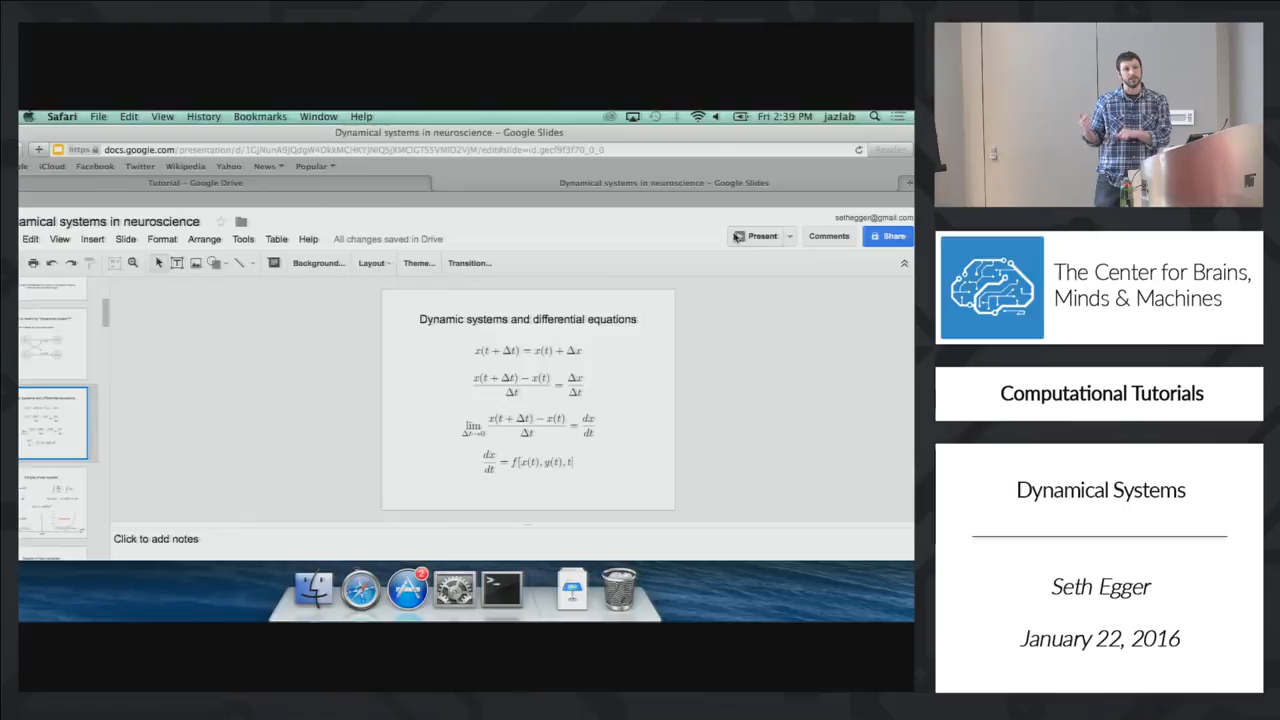 Safari File Edit View History Bookmarks Window Help Fri 2:39 PM jazlab
Dynamical systems in neuroscience – Google Slides
https docs.google.com
iCloud Facebook Twitter Wikipedia Yahoo News Popular
Tutorial – Google Drive Dynamical systems in neuroscience – Google Slides
amical systems in neuroscience
sethegger@gmail.com
Edit View Insert Slide Format Arrange Tools Table Help All changes saved in Drive
Present Comments Share
Background... Layout Theme... Transition...
Dynamic systems and differential equations
x(t + Δt) = x(t) + Δx
x(t + Δt) − x(t) / Δt = Δx / Δt
lim Δt→0 x(t + Δt) − x(t) / Δt = dx / dt
dx / dt = f[x(t), y(t), t]
Click to add notes
2
The Center for Brains,
Minds & Machines
Computational Tutorials
Dynamical Systems
Seth Egger
January 22, 2016